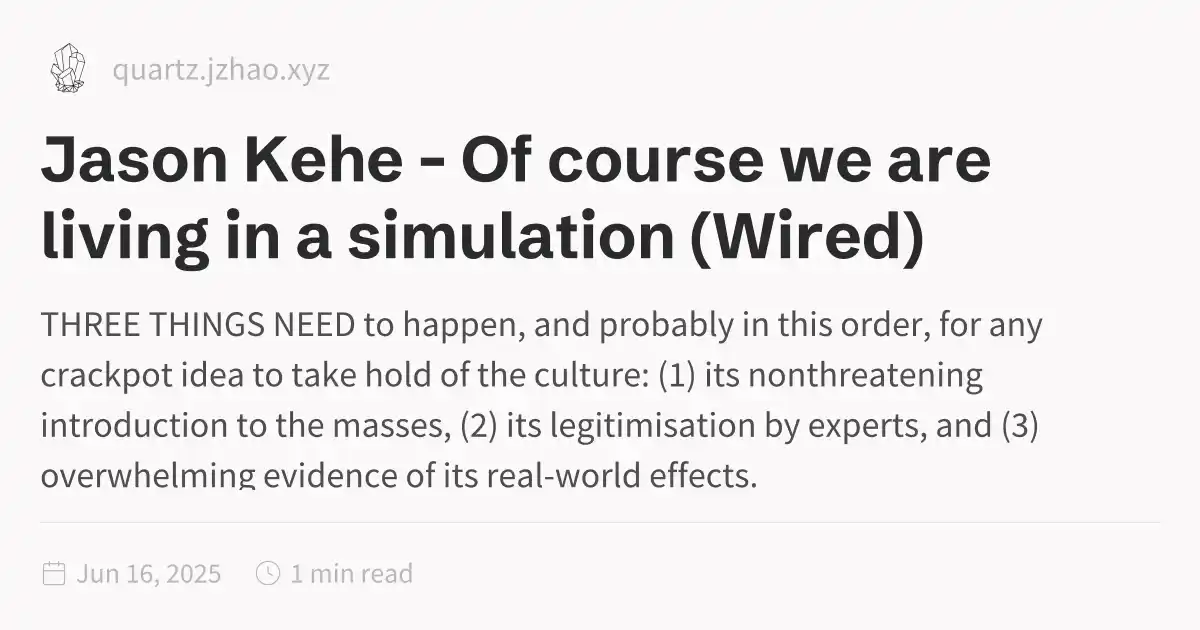 quartz.jzhao.xyz
Jason Kehe - Of course we are
living in a simulation (Wired)
THREE THINGS NEED to happen, and probably in this order, for any
crackpot idea to take hold of the culture: (1) its nonthreatening
introduction to the masses, (2) its legitimisation by experts, and (3)
overwhelming evidence of its real-world effects.
Jun 16, 2025 1 min read